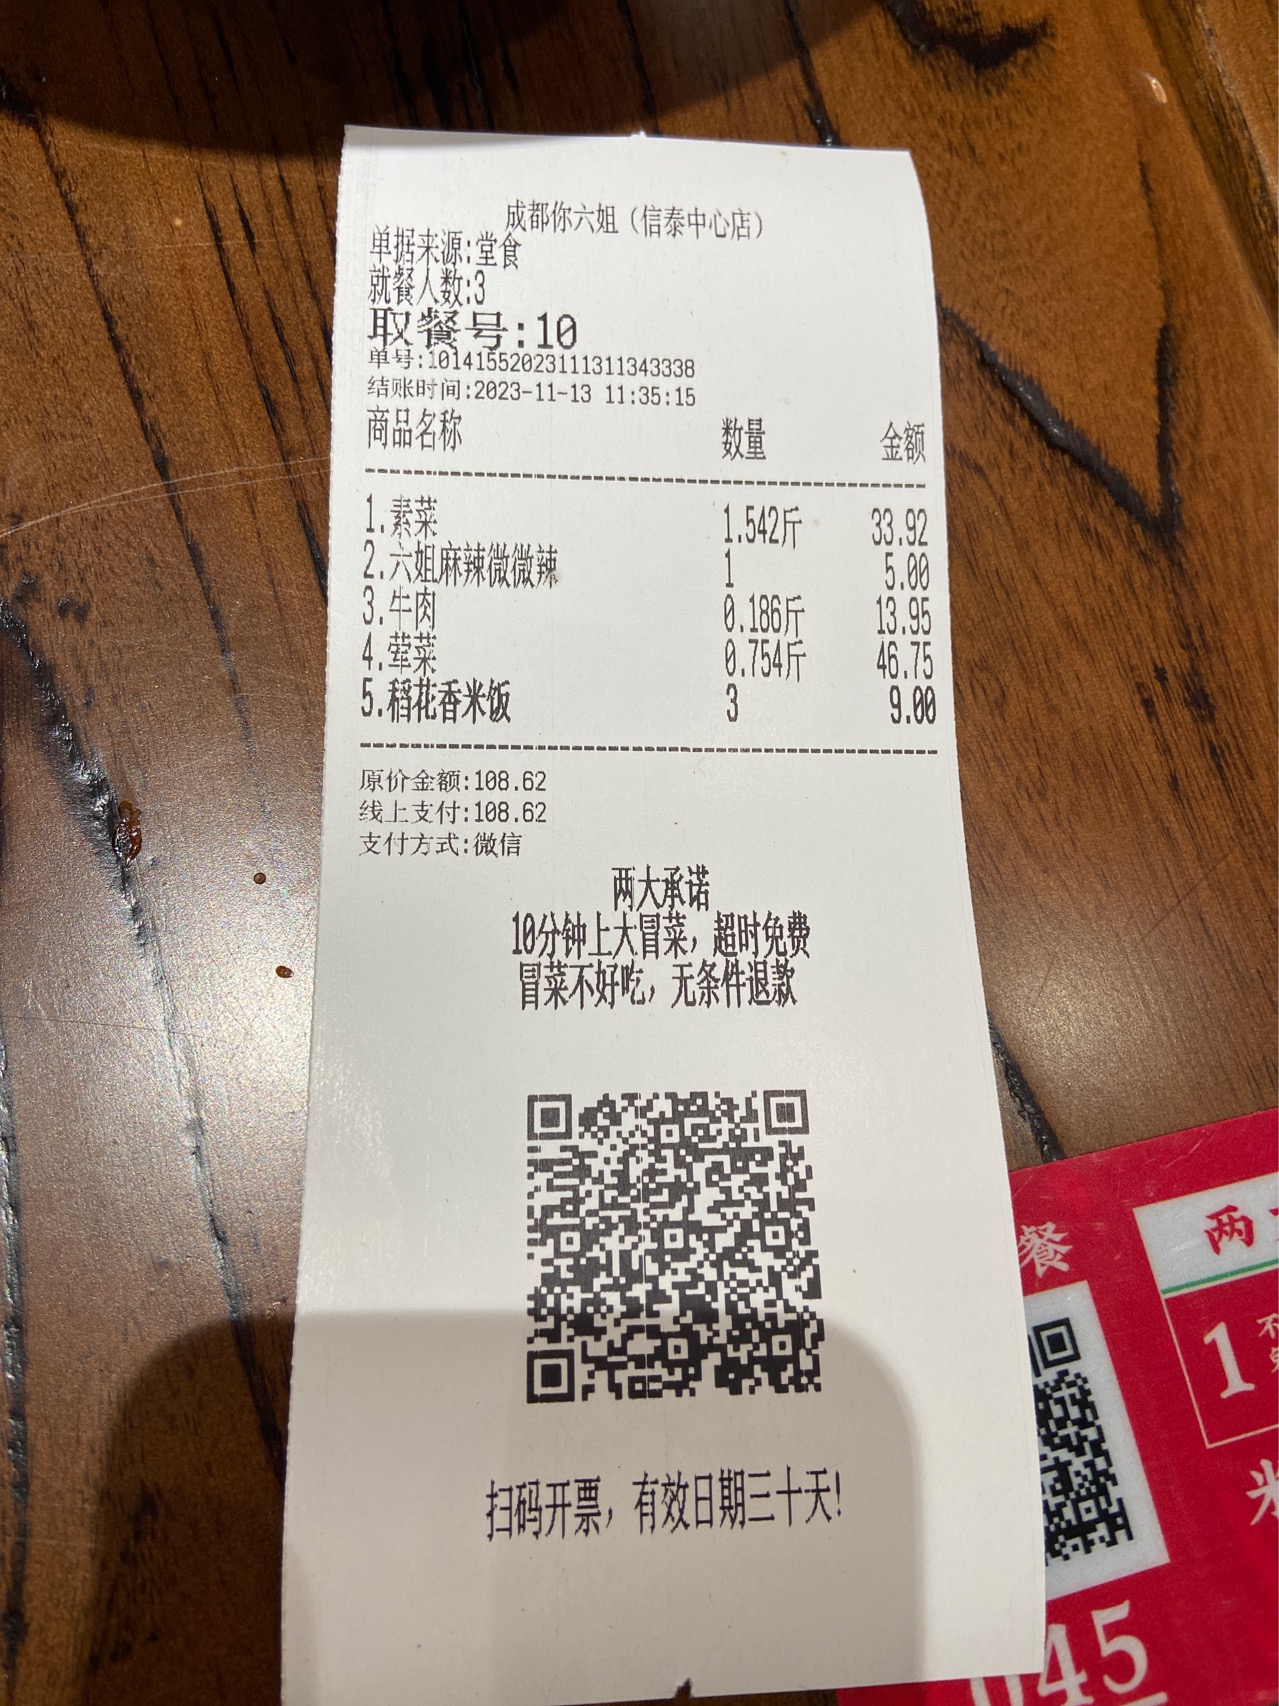 成都你六姐（信泰中心店）
单据来源:堂食
就餐人数:3
取餐号:10
单号:10141552023111311343338
结账时间:2023-11-13 11:35:15
商品名称 数量 金额
1.素菜 1.542斤 33.92
2.六姐麻辣微微辣 1 5.00
3.牛肉 0.186斤 13.95
4.荤菜 0.754斤 46.75
5.稻花香米饭 3 9.00
原价金额:108.62
线上支付:108.62
支付方式:微信
两大承诺
10分钟上大冒菜，超时免费
冒菜不好吃，无条件退款
扫码开票，有效日期三十天!
餐
两
1
045